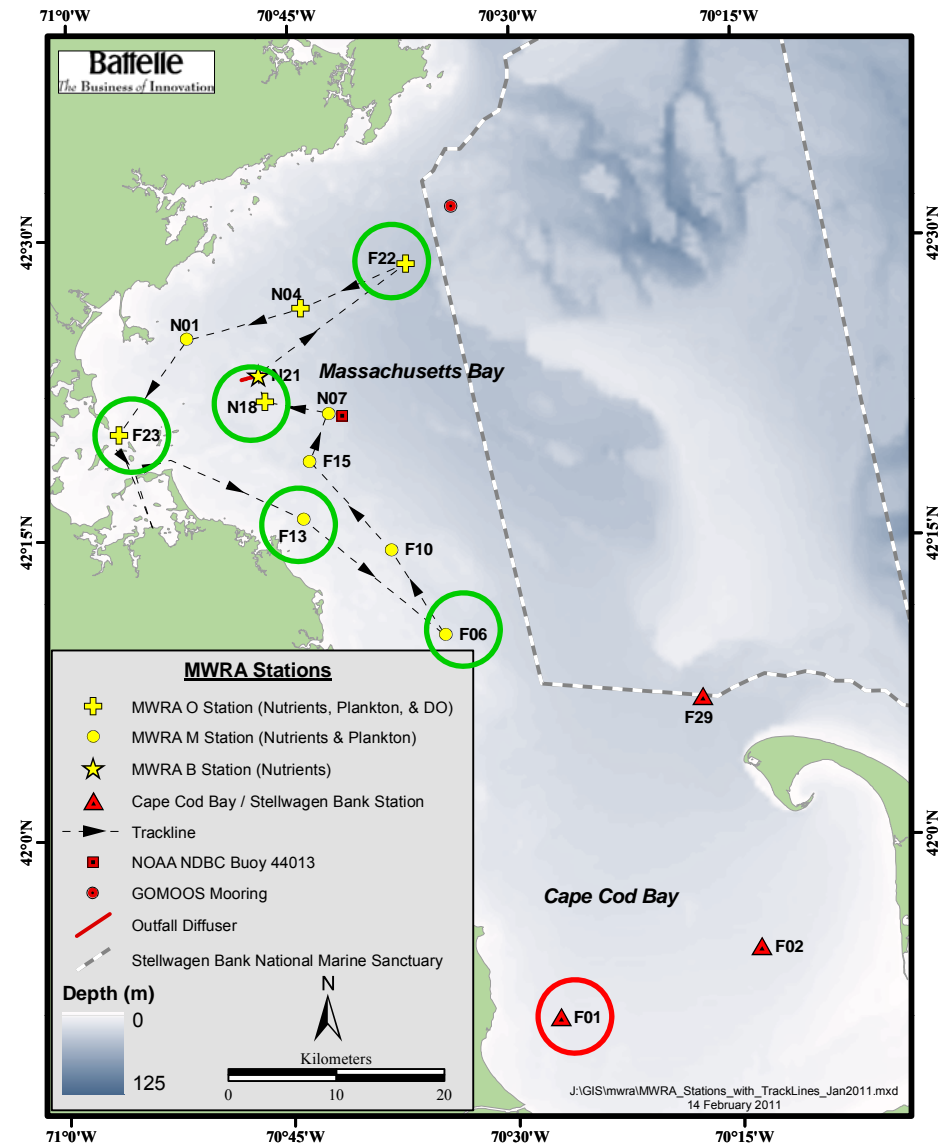 71°0'W 70°45'W 70°30'W 70°15'W
Battelle
The Business of Innovation
42°30'N
42°30'N
F22
N04
N01
Massachusetts Bay
N21
N18
N07
F23
F15
F13
42°15'N
42°15'N
F10
F06
MWRA Stations
MWRA O Station (Nutrients, Plankton, & DO)
MWRA M Station (Nutrients & Plankton)
MWRA B Station (Nutrients)
Cape Cod Bay / Stellwagen Bank Station
Trackline
NOAA NDBC Buoy 44013
GOMOOS Mooring
Outfall Diffuser
Stellwagen Bank National Marine Sanctuary
Depth (m)
0
125
N
Kilometers
0 10 20
F29
42°0'N
42°0'N
Cape Cod Bay
F02
F01
J:\GIS\mwra\MWRA_Stations_with_TrackLines_Jan2011.mxd
14 February 2011
71°0'W 70°45'W 70°30'W 70°15'W